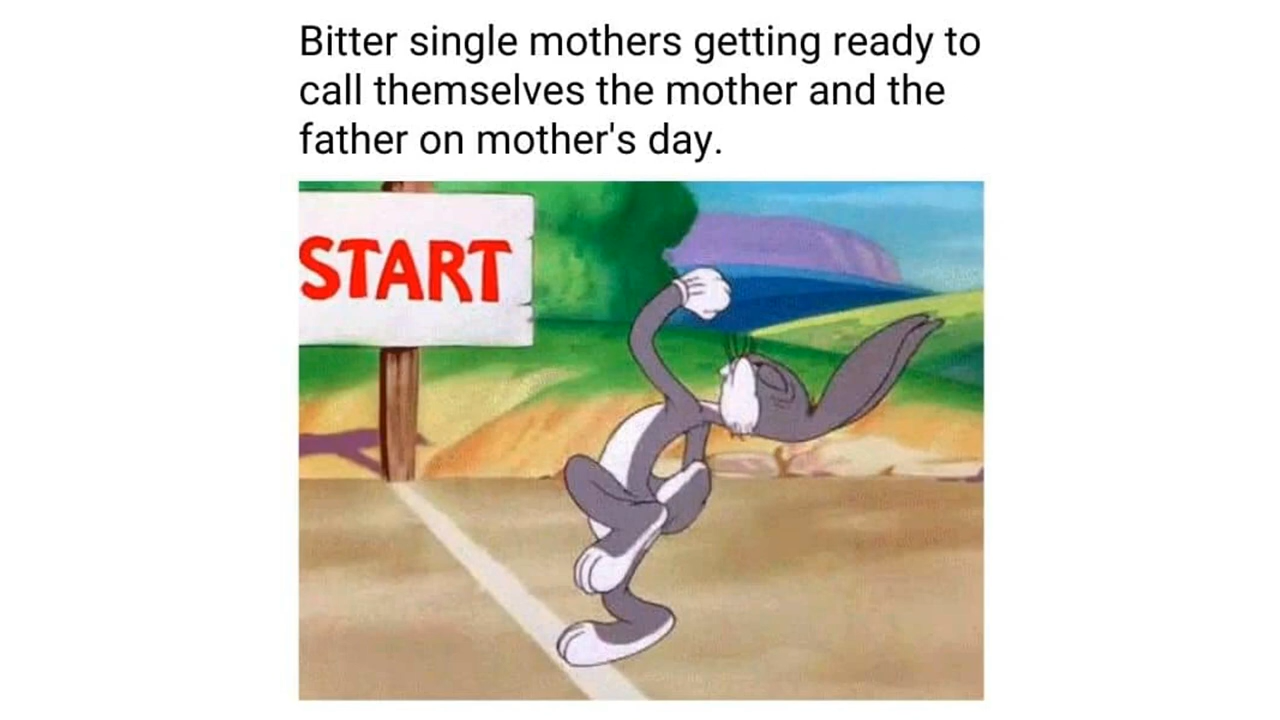 Bitter single mothers getting ready to
call themselves the mother and the
father on mother's day.
START